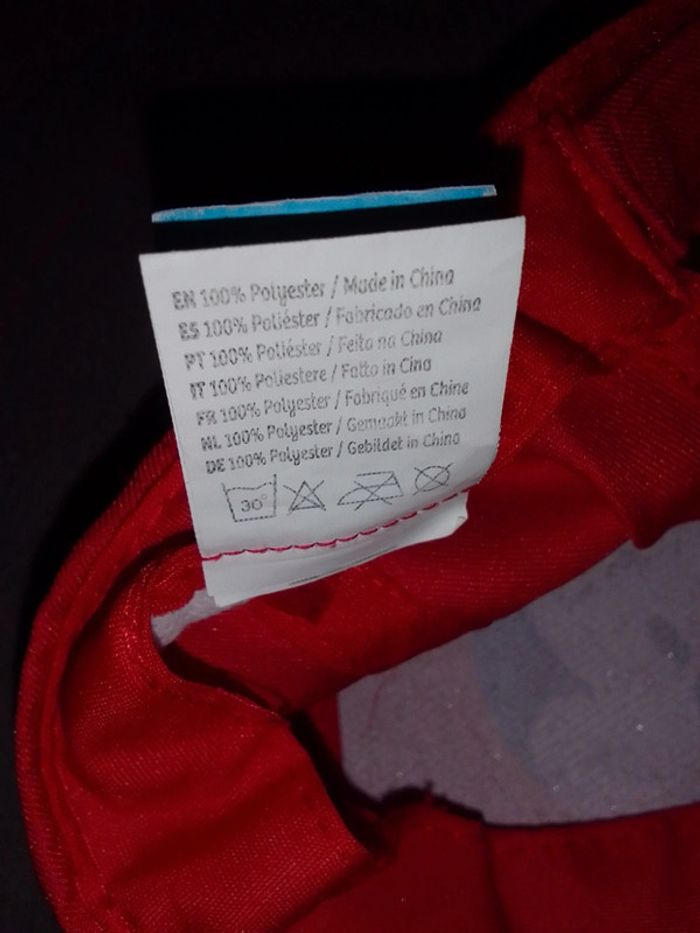 EN 100% Polyester / Made in China
ES 100% Poliéster / Fabricado en China
PT 100% Poliéster / Feito na China
IT 100% Poliestere / Fatto in Cina
FR 100% Polyester / Fabriqué en Chine
NL 100% Polyester / Gemaakt in China
DE 100% Polyester / Gebildet in China
30°